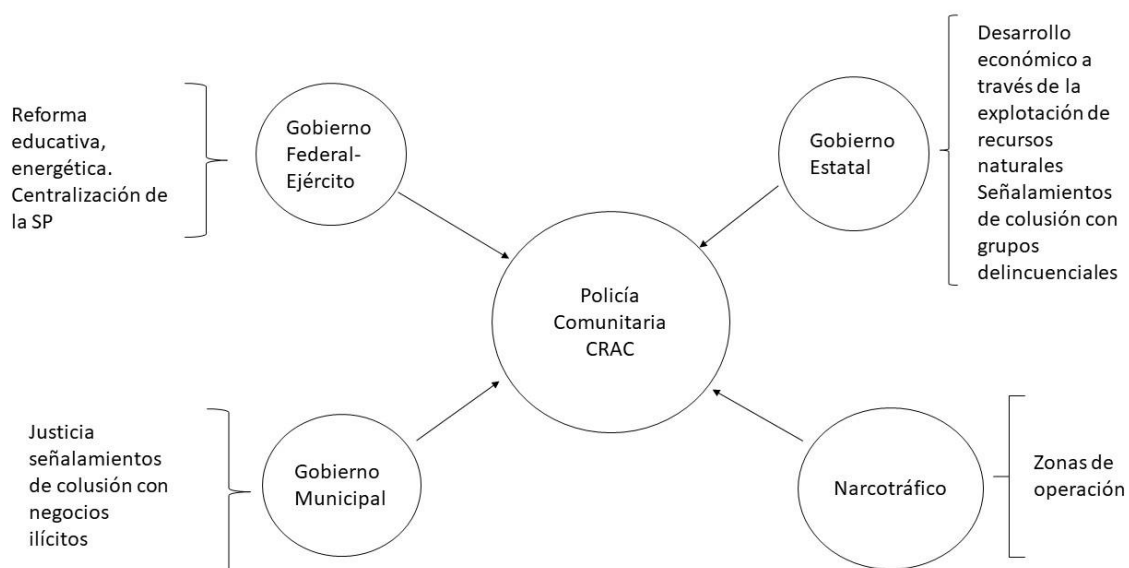 Reforma
educativa,
energética.
Centralización de
la SP
Gobierno
Federal-
Ejército
Gobierno
Estatal
Desarrollo
económico a
través de la
explotación de
recursos
naturales
Señalamientos
de colusión con
grupos
delincuenciales
Policía
Comunitaria
CRAC
Justicia
señalamientos
de colusión con
negocios
ilícitos
Gobierno
Municipal
Narcotráfico
Zonas de
operación